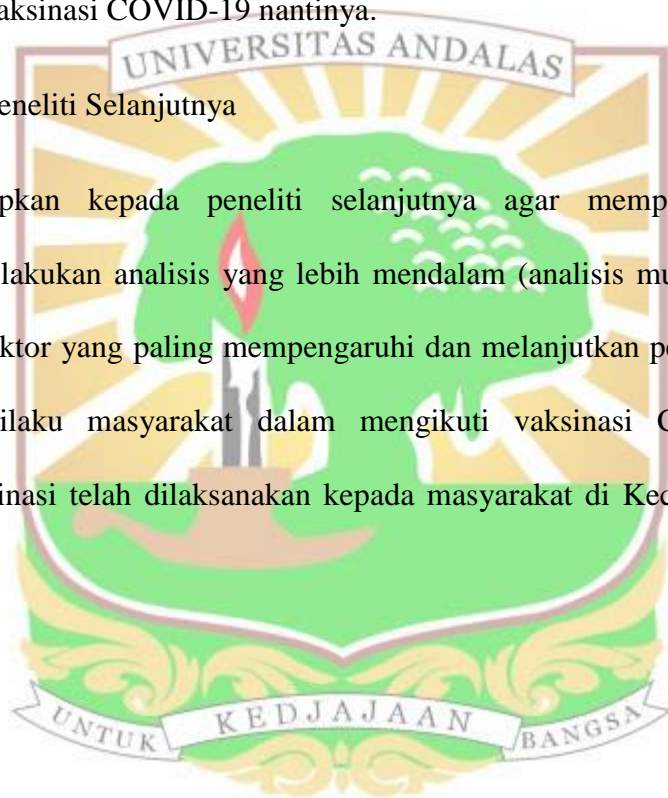 aksinasi COVID-19 nantinya.
UNIVERSITAS ANDALAS
eneliti Selanjutnya
pkan kepada peneliti selanjutnya agar memp
lakukan analisis yang lebih mendalam (analisis mu
ktor yang paling mempengaruhi dan melanjutkan pe
ilaku masyarakat dalam mengikuti vaksinasi C
inasi telah dilaksanakan kepada masyarakat di Kec
UNTUK KEDJAJAAN BANGSA